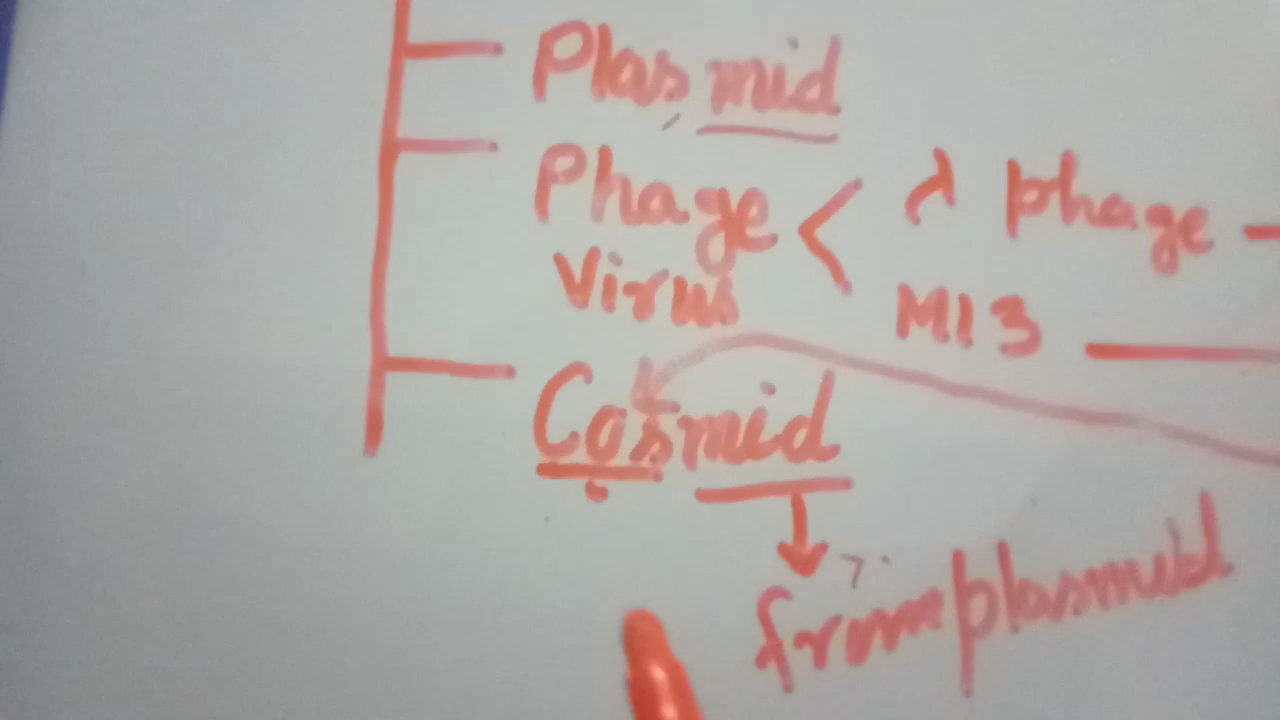 Plasmid
Phage < λ phage
Virus
M13
Cosmid
from plasmid